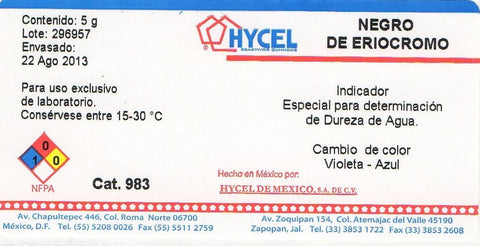 Contenido: 5 g
Lote: 296957
Envasado:
22 Ago 2013
Para uso exclusivo
de laboratorio.
Consérvese entre 15-30 °C
0
1
0
NFPA
Cat. 983
HYCEL
REACTIVOS QUIMICOS
NEGRO
DE ERIOCROMO
Indicador
Especial para determinación
de Dureza de Agua.
Cambio de color
Violeta - Azul
Hecho en México por:
HYCEL DE MEXICO, S.A. DE C.V.
Av. Chapultepec 446, Col. Roma Norte 06700
México, D.F. Tel: (55) 5208 0026 / Fax (55) 5511 2759
Av. Zoquipan 154, Col. Atemajac del Valle 45190
Zapopan, Jal. Tel: (33) 3853 1722 / Fax: (33) 3853 0268